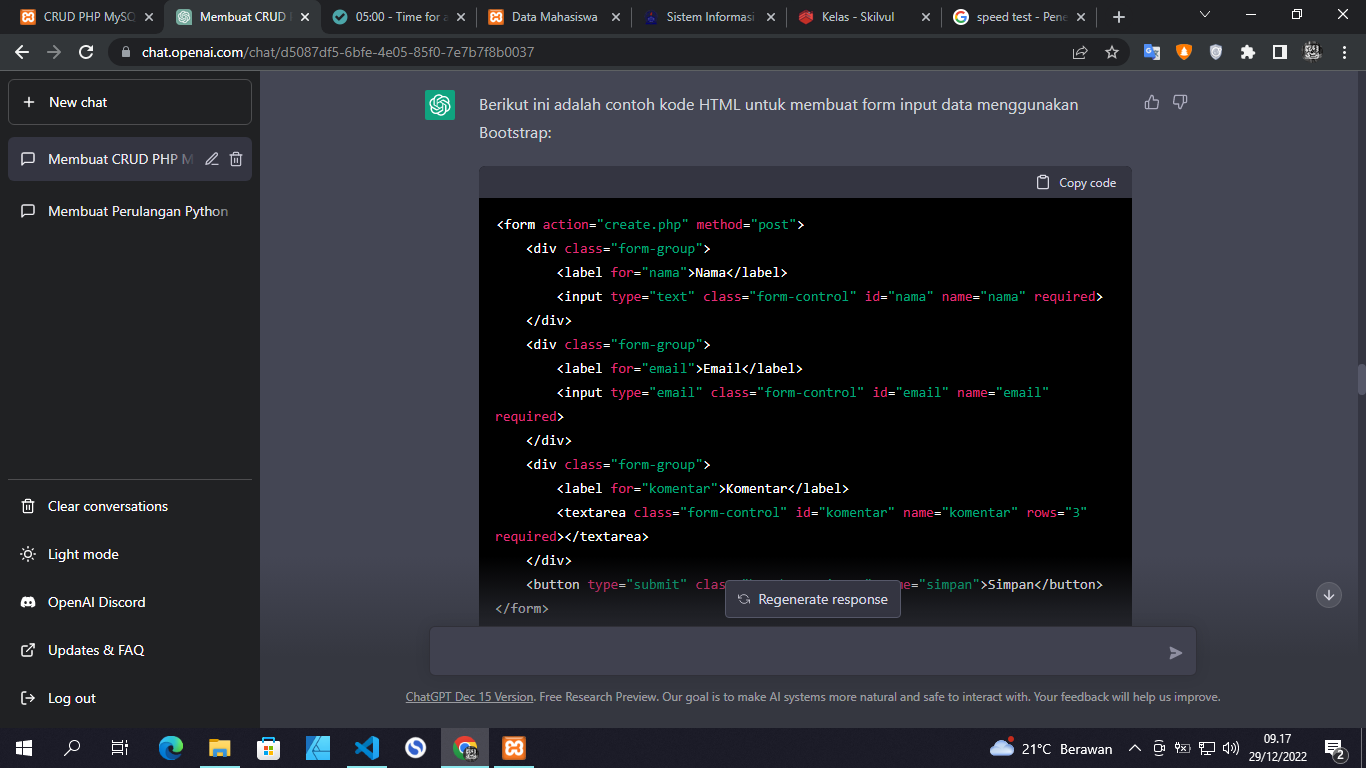 CRUD PHP MySQ
Membuat CRUD
05:00 - Time for a
Data Mahasiswa
Sistem Informasi
Kelas - Skilvul
speed test - Pene
chat.openai.com/chat/d5087df5-6bfe-4e05-85f0-7e7b7f8b0037
New chat
Membuat CRUD PHP M
Membuat Perulangan Python
Clear conversations
Light mode
OpenAI Discord
Updates & FAQ
Log out
Berikut ini adalah contoh kode HTML untuk membuat form input data menggunakan
Bootstrap:
Copy code
<form action="create.php" method="post">
    <div class="form-group">
        <label for="nama">Nama</label>
        <input type="text" class="form-control" id="nama" name="nama" required>
    </div>
    <div class="form-group">
        <label for="email">Email</label>
        <input type="email" class="form-control" id="email" name="email"
required>
    </div>
    <div class="form-group">
        <label for="komentar">Komentar</label>
        <textarea class="form-control" id="komentar" name="komentar" rows="3"
required></textarea>
    </div>
    <button type="submit" clas me="simpan">Simpan</button>
</form>
Regenerate response
ChatGPT Dec 15 Version. Free Research Preview. Our goal is to make AI systems more natural and safe to interact with. Your feedback will help us improve.
21°C Berawan
09.17
29/12/2022
2